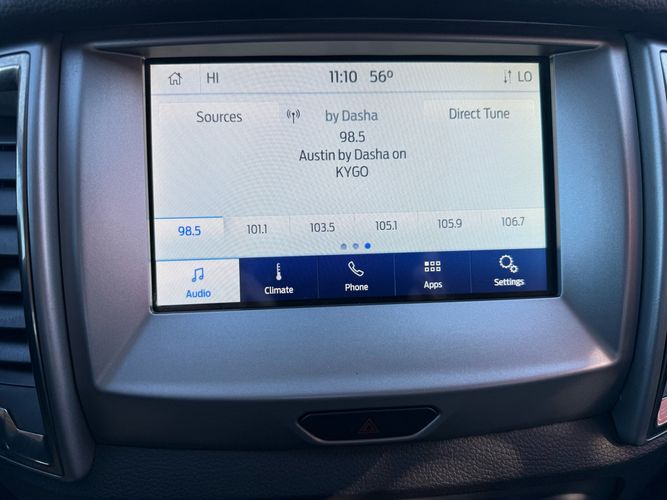 HI 11:10 56º LO
Sources by Dasha Direct Tune
98.5
Austin by Dasha on
KYGO
98.5 101.1 103.5 105.1 105.9 106.7
Audio Climate Phone Apps Settings